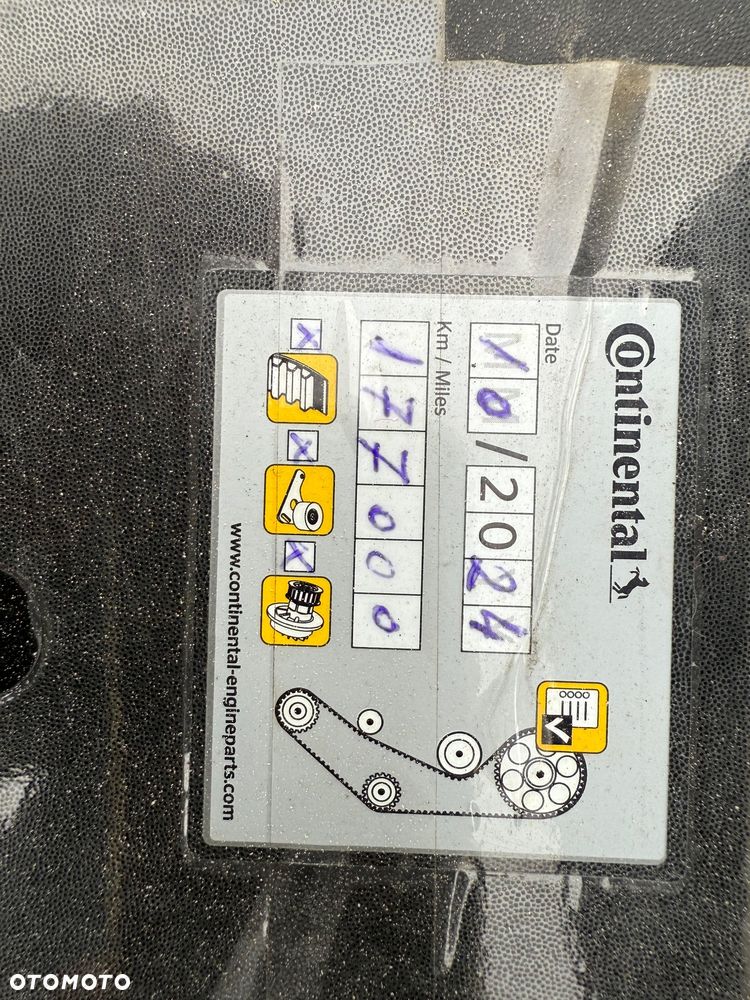 Continental
Date
10/2024
Km / Miles
177000
x x x
www.continental-engineparts.com
OTOMOTO